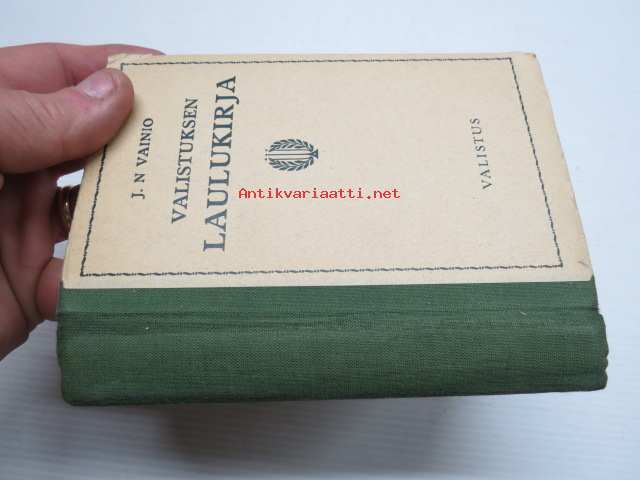 J. N VAINIO
VALISTUKSEN
LAULUKIRJA
Antikvariaatti.net
VALISTUS